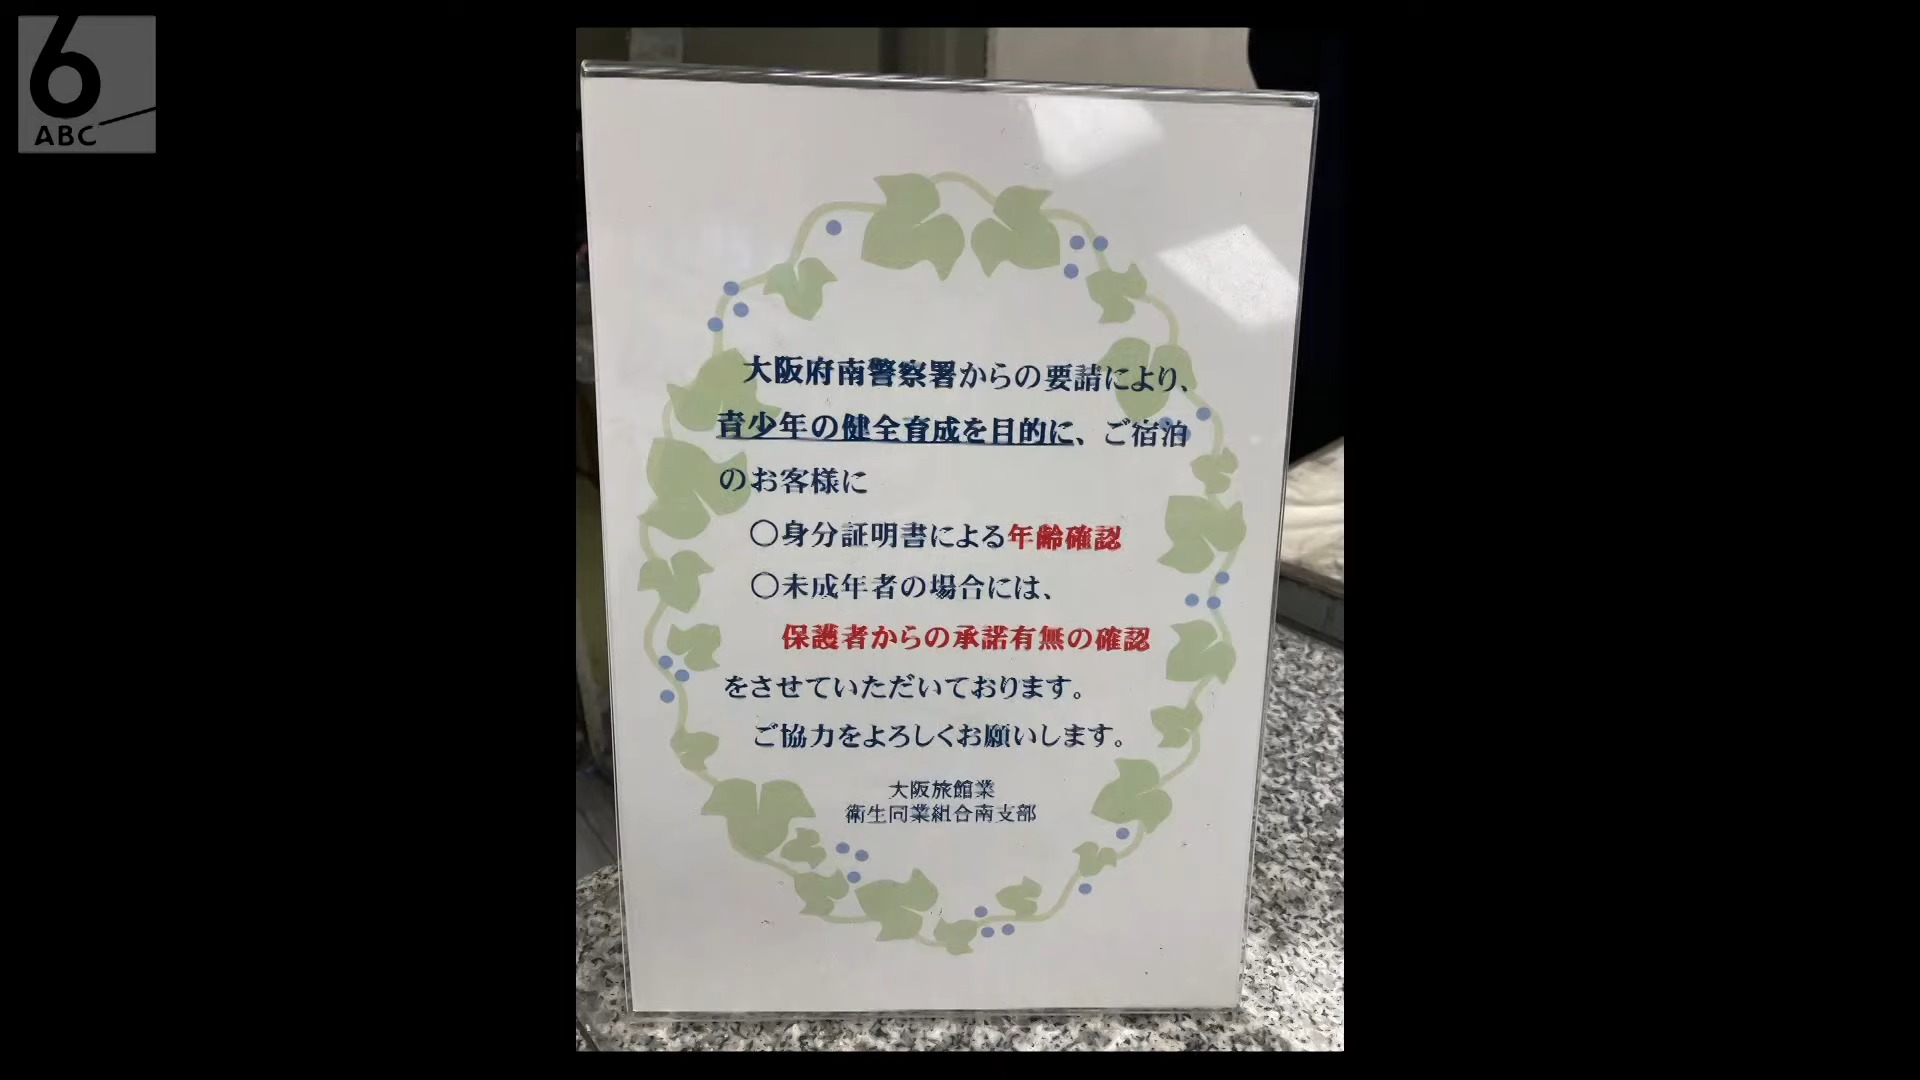 6
ABC
大阪府南警察署からの要請により、
青少年の健全育成を目的に、ご宿泊
のお客様に
〇身分証明書による年齢確認
〇未成年者の場合には、
保護者からの承諾有無の確認
をさせていただいております。
ご協力をよろしくお願いします。
大阪旅館業
衛生同業組合南支部